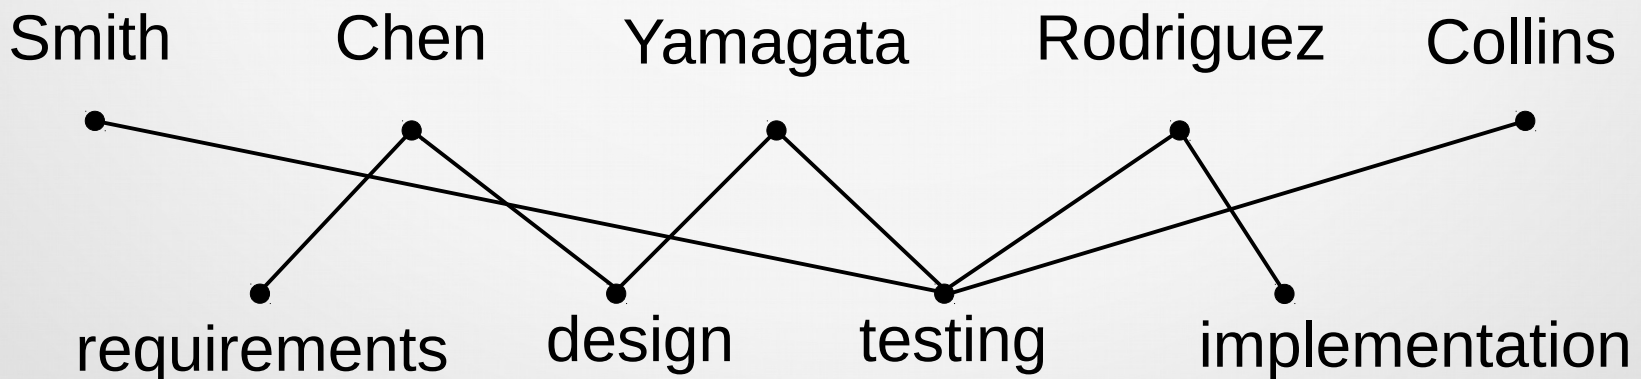 Smith Chen Yamagata Rodriguez Collins
requirements design testing implementation